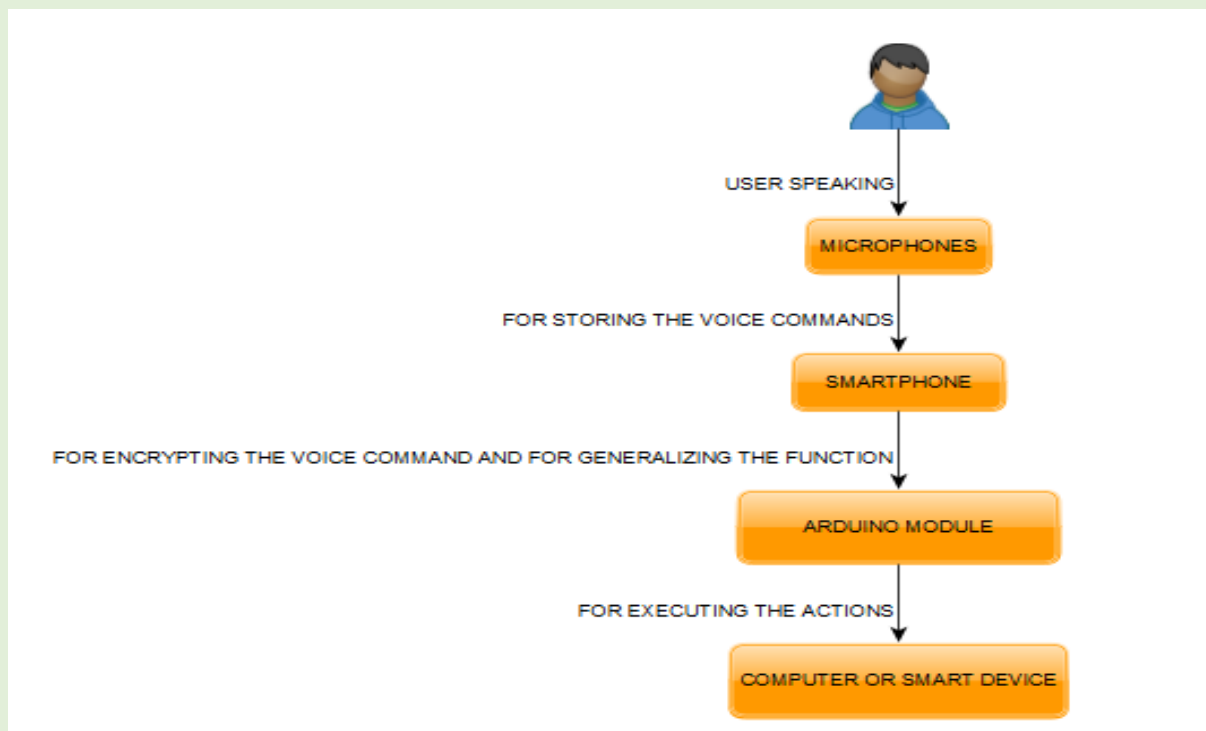 USER SPEAKING
MICROPHONES
FOR STORING THE VOICE COMMANDS
SMARTPHONE
FOR ENCRYPTING THE VOICE COMMAND AND FOR GENERALIZING THE FUNCTION
ARDUINO MODULE
FOR EXECUTING THE ACTIONS
COMPUTER OR SMART DEVICE